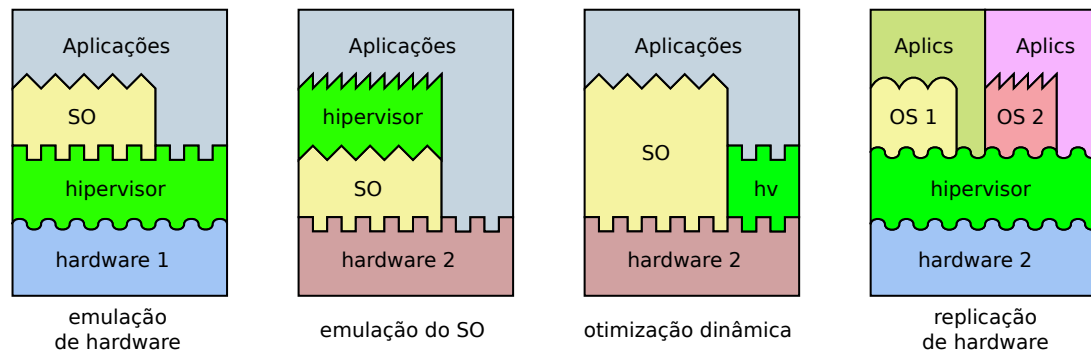 Aplicações
SO
hipervisor
hardware 1
emulação
de hardware
Aplicações
hipervisor
SO
hardware 2
emulação do SO
Aplicações
SO
hv
hardware 2
otimização dinâmica
Aplics
Aplics
OS 1
OS 2
hipervisor
hardware 2
replicação
de hardware